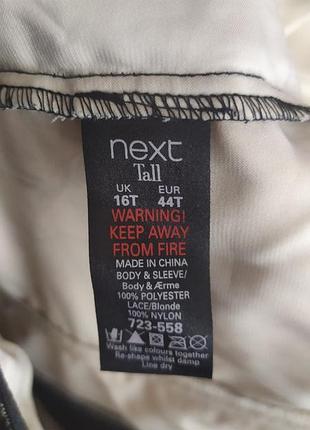 next
Tall
UK EUR
16T 44T
WARNING!
KEEP AWAY
FROM FIRE
MADE IN CHINA
BODY & SLEEVE/
Body & Ærme
100% POLYESTER
LACE/Blonde
100% NYLON
723-558
Wash like colours together
Re-shape whilst damp
Line dry